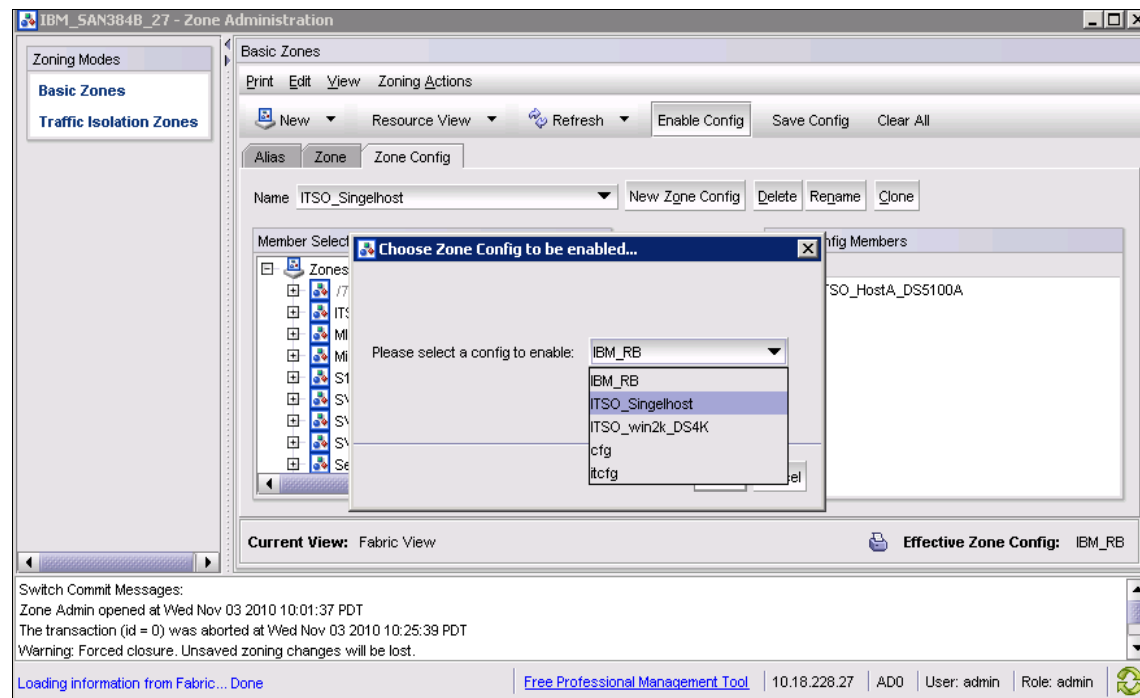 IBM_SAN384B_27 - Zone Administration
Zoning Modes
Basic Zones
Traffic Isolation Zones
Basic Zones
Print Edit View Zoning Actions
New Resource View Refresh Enable Config Save Config Clear All
Alias Zone Zone Config
Name ITSO_Singelhost New Zone Config Delete Rename Clone
Member Select
Zones
Choose Zone Config to be enabled...
Please select a config to enable: IBM_RB
IBM_RB
ITSO_Singelhost
ITSO_win2k_DS4K
cfg
itcfg
Members
SO_HostA_DS5100A
Current View: Fabric View
Effective Zone Config: IBM_RB
Switch Commit Messages:
Zone Admin opened at Wed Nov 03 2010 10:01:37 PDT
The transaction (id = 0) was aborted at Wed Nov 03 2010 10:25:39 PDT
Warning: Forced closure. Unsaved zoning changes will be lost.
Loading information from Fabric... Done
Free Professional Management Tool 10.18.228.27 AD0 User: admin Role: admin